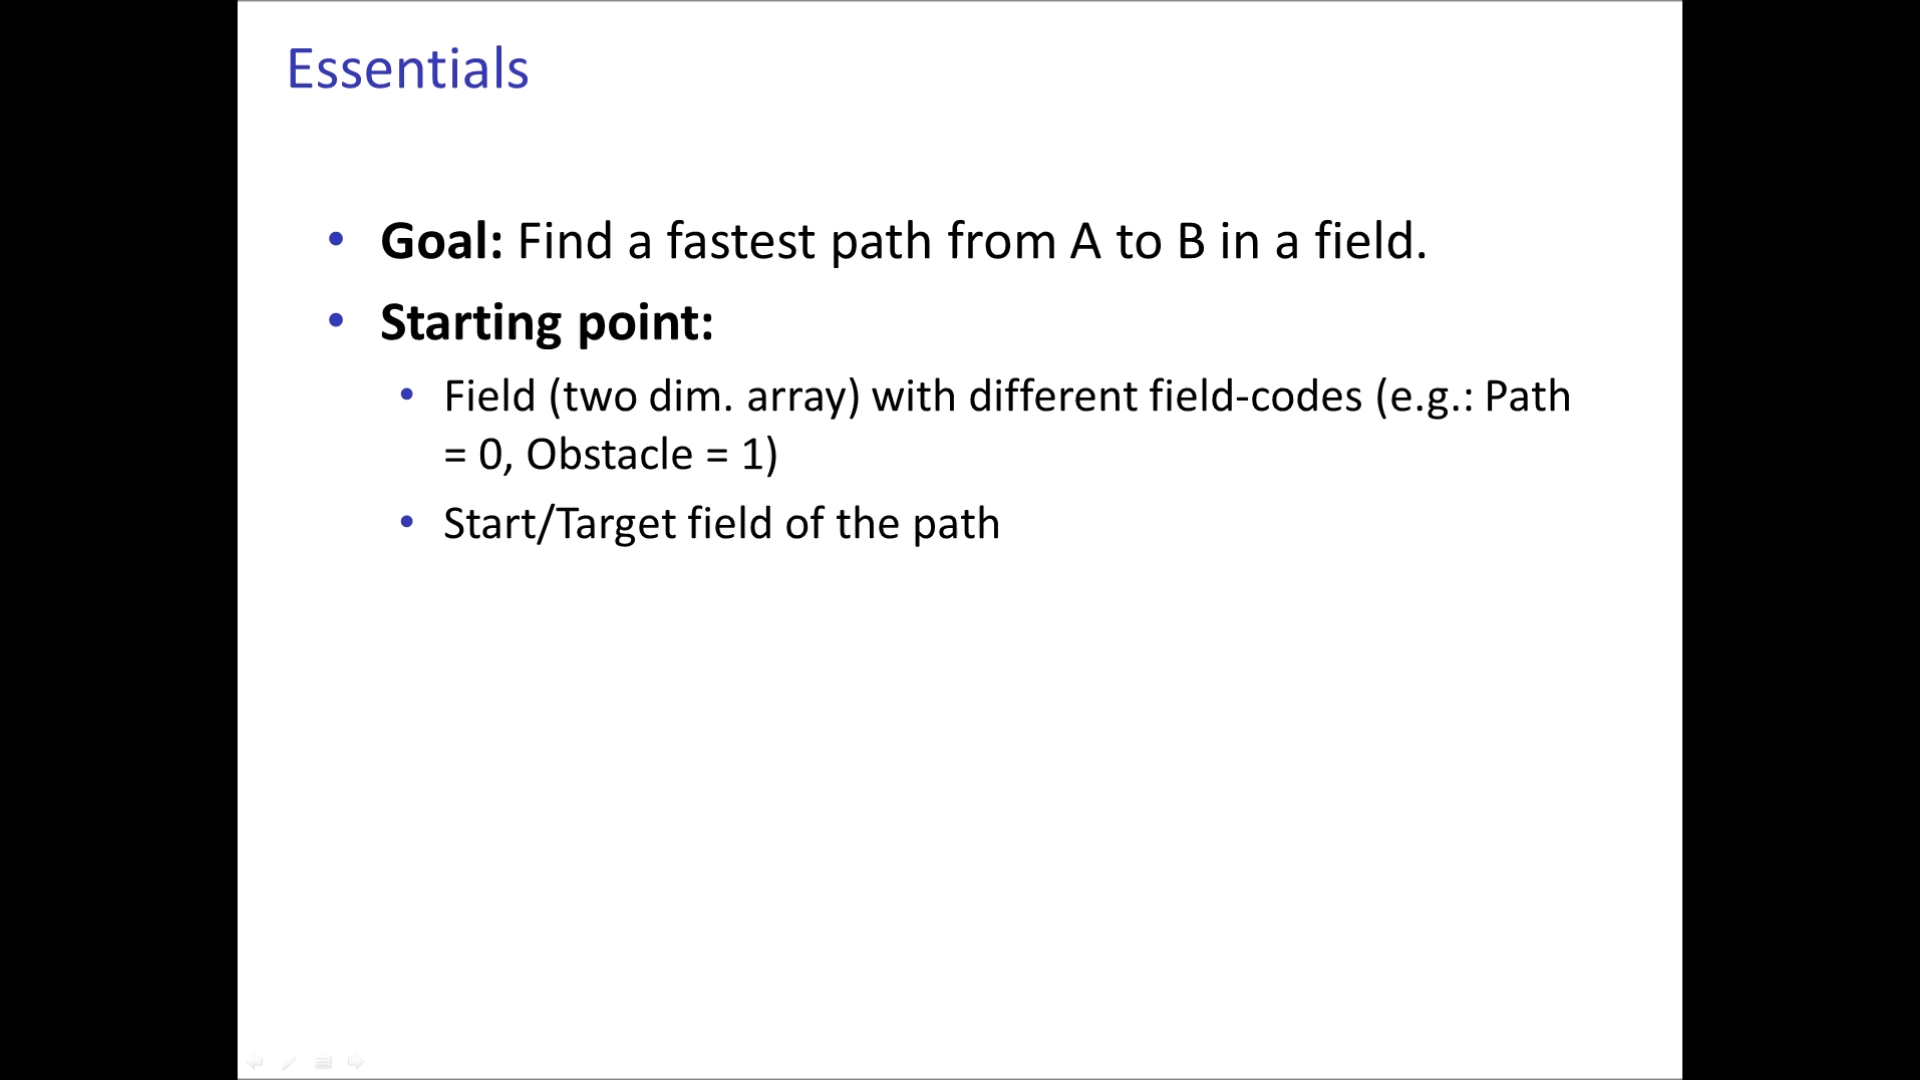 Essentials
• Goal: Find a fastest path from A to B in a field.
• Starting point:
• Field (two dim. array) with different field-codes (e.g.: Path
= 0, Obstacle = 1)
• Start/Target field of the path